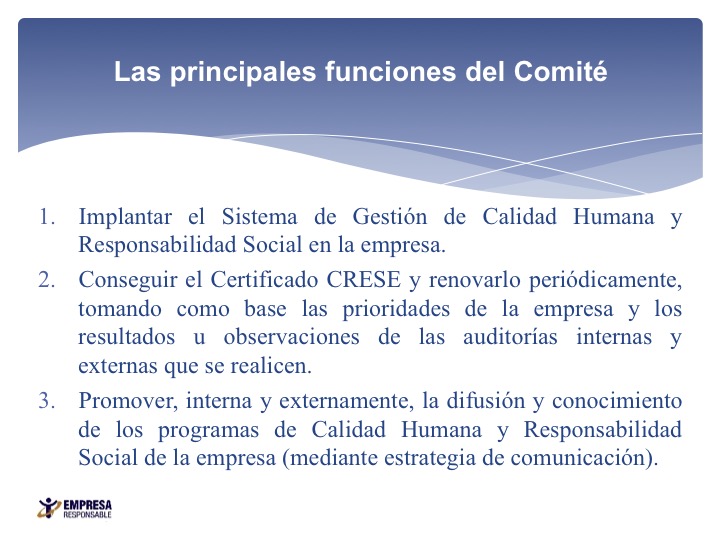 Las principales funciones del Comité
1. Implantar el Sistema de Gestión de Calidad Humana y
Responsabilidad Social en la empresa.
2. Conseguir el Certificado CRESE y renovarlo periódicamente,
tomando como base las prioridades de la empresa y los
resultados u observaciones de las auditorías internas y
externas que se realicen.
3. Promover, interna y externamente, la difusión y conocimiento
de los programas de Calidad Humana y Responsabilidad
Social de la empresa (mediante estrategia de comunicación).
EMPRESA
RESPONSABLE